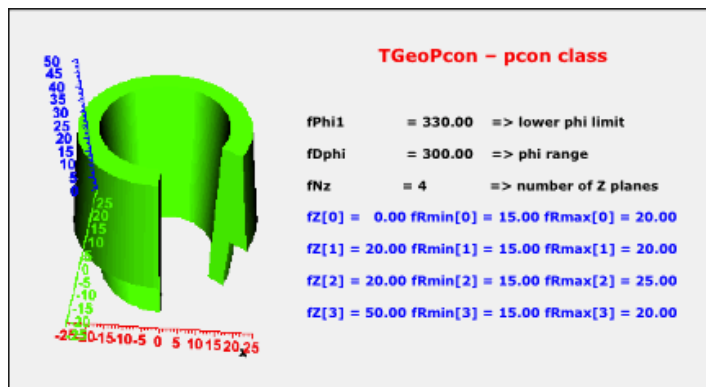 TGeoPcon – pcon class
fPhi1 = 330.00 => lower phi limit
fDphi = 300.00 => phi range
fNz = 4 => number of Z planes
fZ[0] = 0.00 fRmin[0] = 15.00 fRmax[0] = 20.00
fZ[1] = 20.00 fRmin[1] = 15.00 fRmax[1] = 20.00
fZ[2] = 20.00 fRmin[2] = 15.00 fRmax[2] = 25.00
fZ[3] = 50.00 fRmin[3] = 15.00 fRmax[3] = 20.00
50
45
40
35
30
25
20
15
10
5
0
25
20
15
10
5
0
-5
-10
-15
-20
-25 -15 -10 -5 0 5 10 15 20 25
x